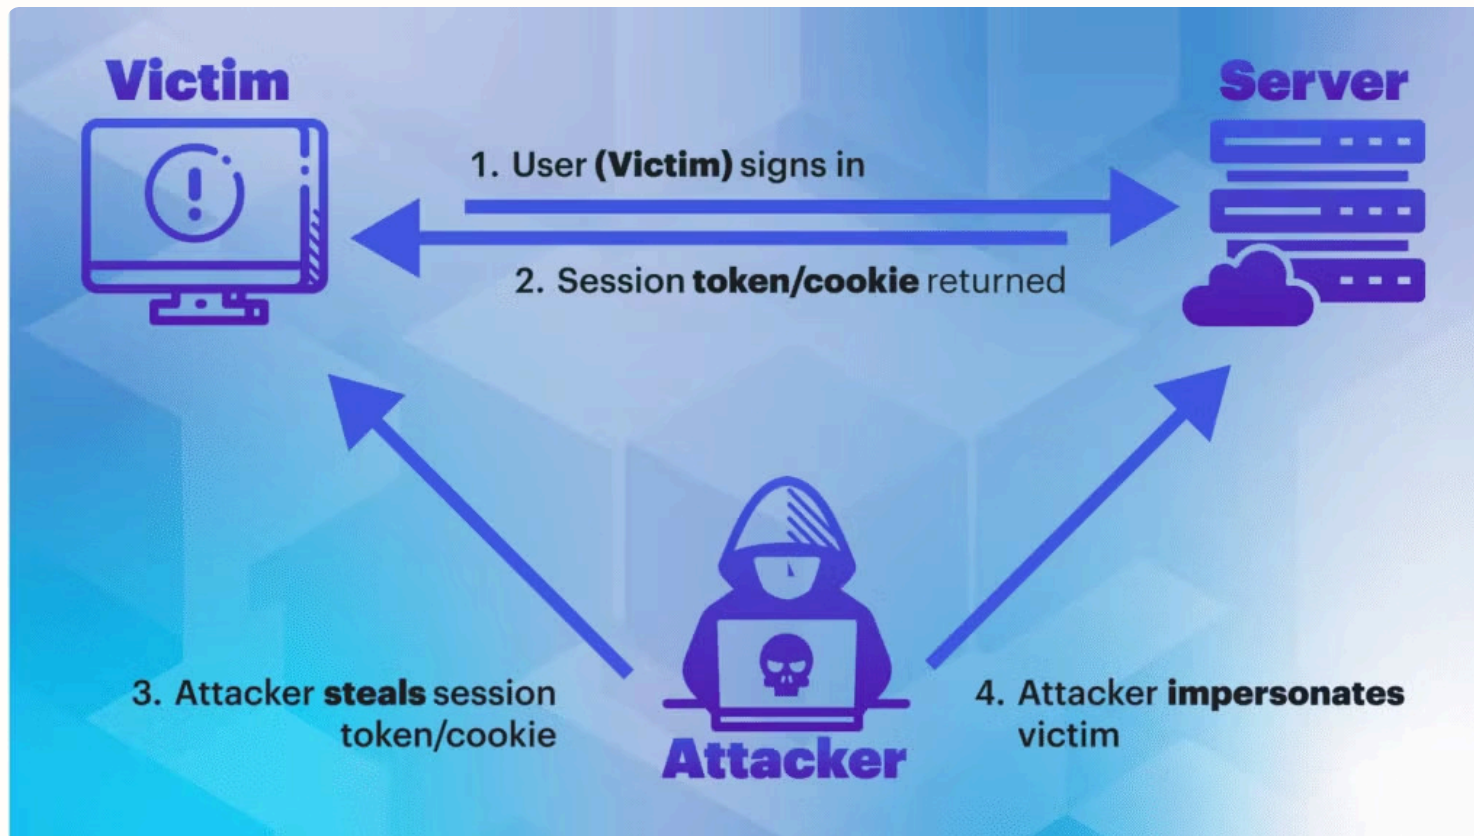 Victim
Server
1. User (Victim) signs in
2. Session token/cookie returned
3. Attacker steals session
token/cookie
4. Attacker impersonates
victim
Attacker